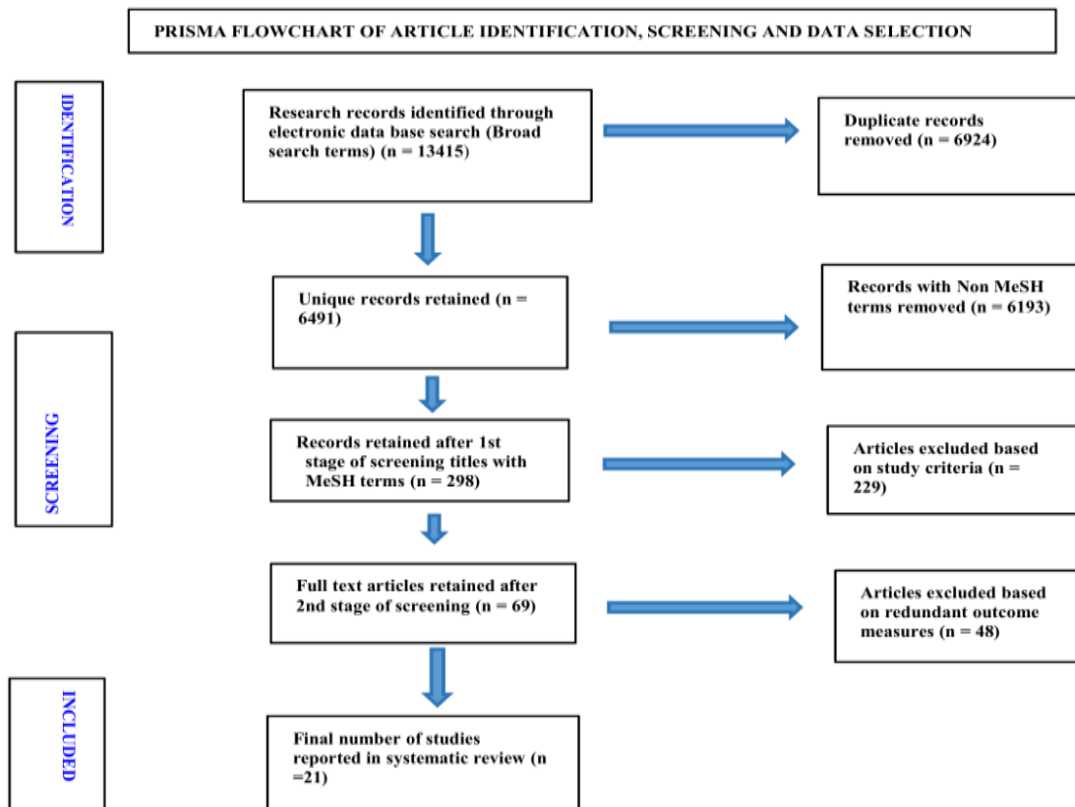 PRISMA FLOWCHART OF ARTICLE IDENTIFICATION, SCREENING AND DATA SELECTION
IDENTIFICATION
Research records identified through
electronic data base search (Broad
search terms) (n = 13415)
Duplicate records
removed (n = 6924)
Unique records retained (n =
6491)
Records with Non MeSH
terms removed (n = 6193)
SCREENING
Records retained after 1st
stage of screening titles with
MeSH terms (n = 298)
Articles excluded based
on study criteria (n =
229)
Full text articles retained after
2nd stage of screening (n = 69)
Articles excluded based
on redundant outcome
measures (n = 48)
INCLUDED
Final number of studies
reported in systematic review (n
=21)